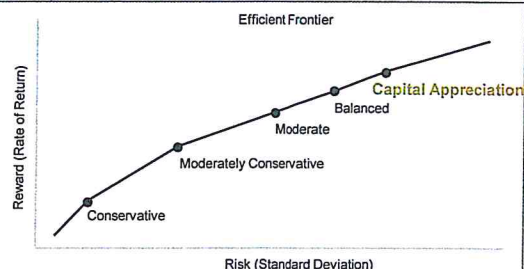 Efficient Frontier
Capital Appreciation
Balanced
Moderate
Moderately Conservative
Conservative
Reward (Rate of Return)
Risk (Standard Deviation)